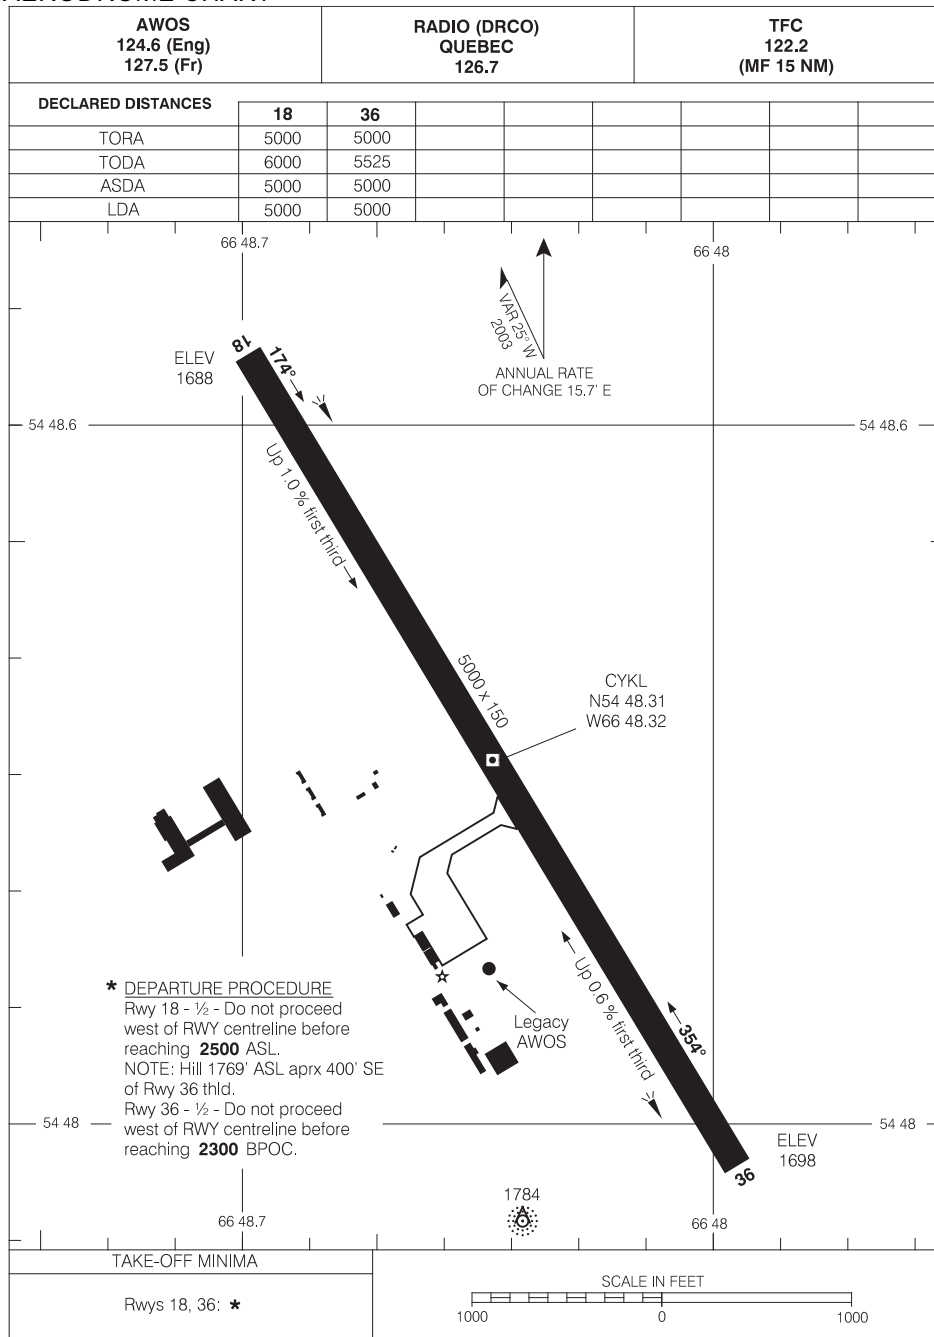 AWOS
124.6 (Eng)
127.5 (Fr)
RADIO (DRCO)
QUEBEC
126.7
TFC
122.2
(MF 15 NM)
DECLARED DISTANCES
18 36
TORA 5000 5000
TODA 6000 5525
ASDA 5000 5000
LDA 5000 5000
66 48.7
66 48
VAR 25° W
2003
ANNUAL RATE
OF CHANGE 15.7' E
18
174°
ELEV
1688
54 48.6
54 48.6
Up 1.0 % first third
5000 x 150
CYKL
N54 48.31
W66 48.32
Legacy
AWOS
Up 0.6 % first third
354°
* DEPARTURE PROCEDURE
Rwy 18 - ½ - Do not proceed
west of RWY centreline before
reaching 2500 ASL.
NOTE: Hill 1769' ASL aprx 400' SE
of Rwy 36 thld.
Rwy 36 - ½ - Do not proceed
west of RWY centreline before
reaching 2300 BPOC.
54 48
54 48
ELEV
1698
36
1784
66 48.7
66 48
TAKE-OFF MINIMA
Rwys 18, 36: *
SCALE IN FEET
1000 0 1000